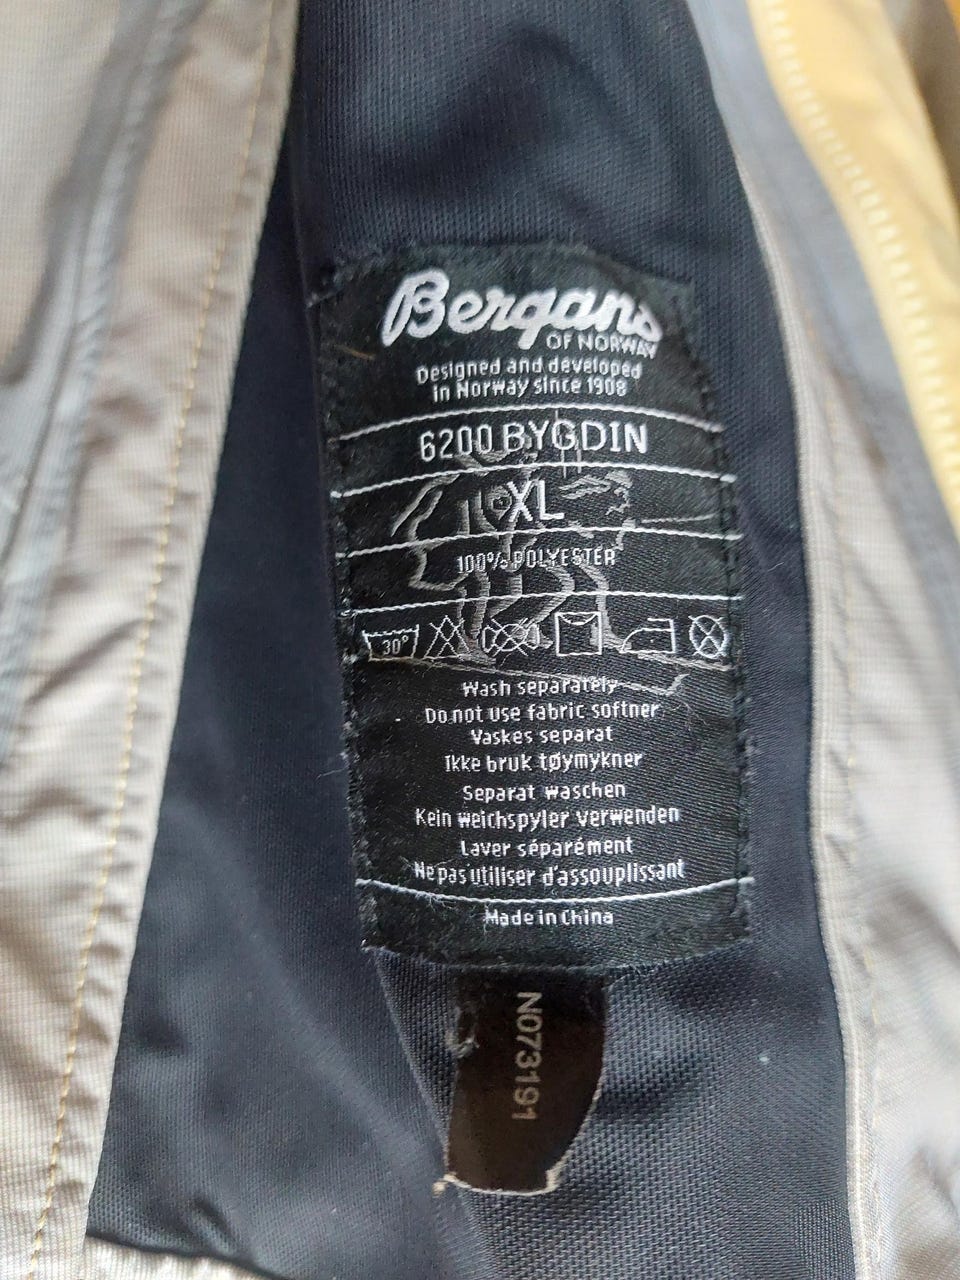 Bergans
OF NORWAY
Designed and developed
in Norway since 1908
6200 BYGDIN
XL
100% POLYESTER
30°
Wash separately
Do not use fabric softner
Vaskes separat
Ikke bruk tøymykner
Separat waschen
Kein weichspyler verwenden
Laver séparément
Ne pas utiliser d'assouplissant
Made in China
N073191